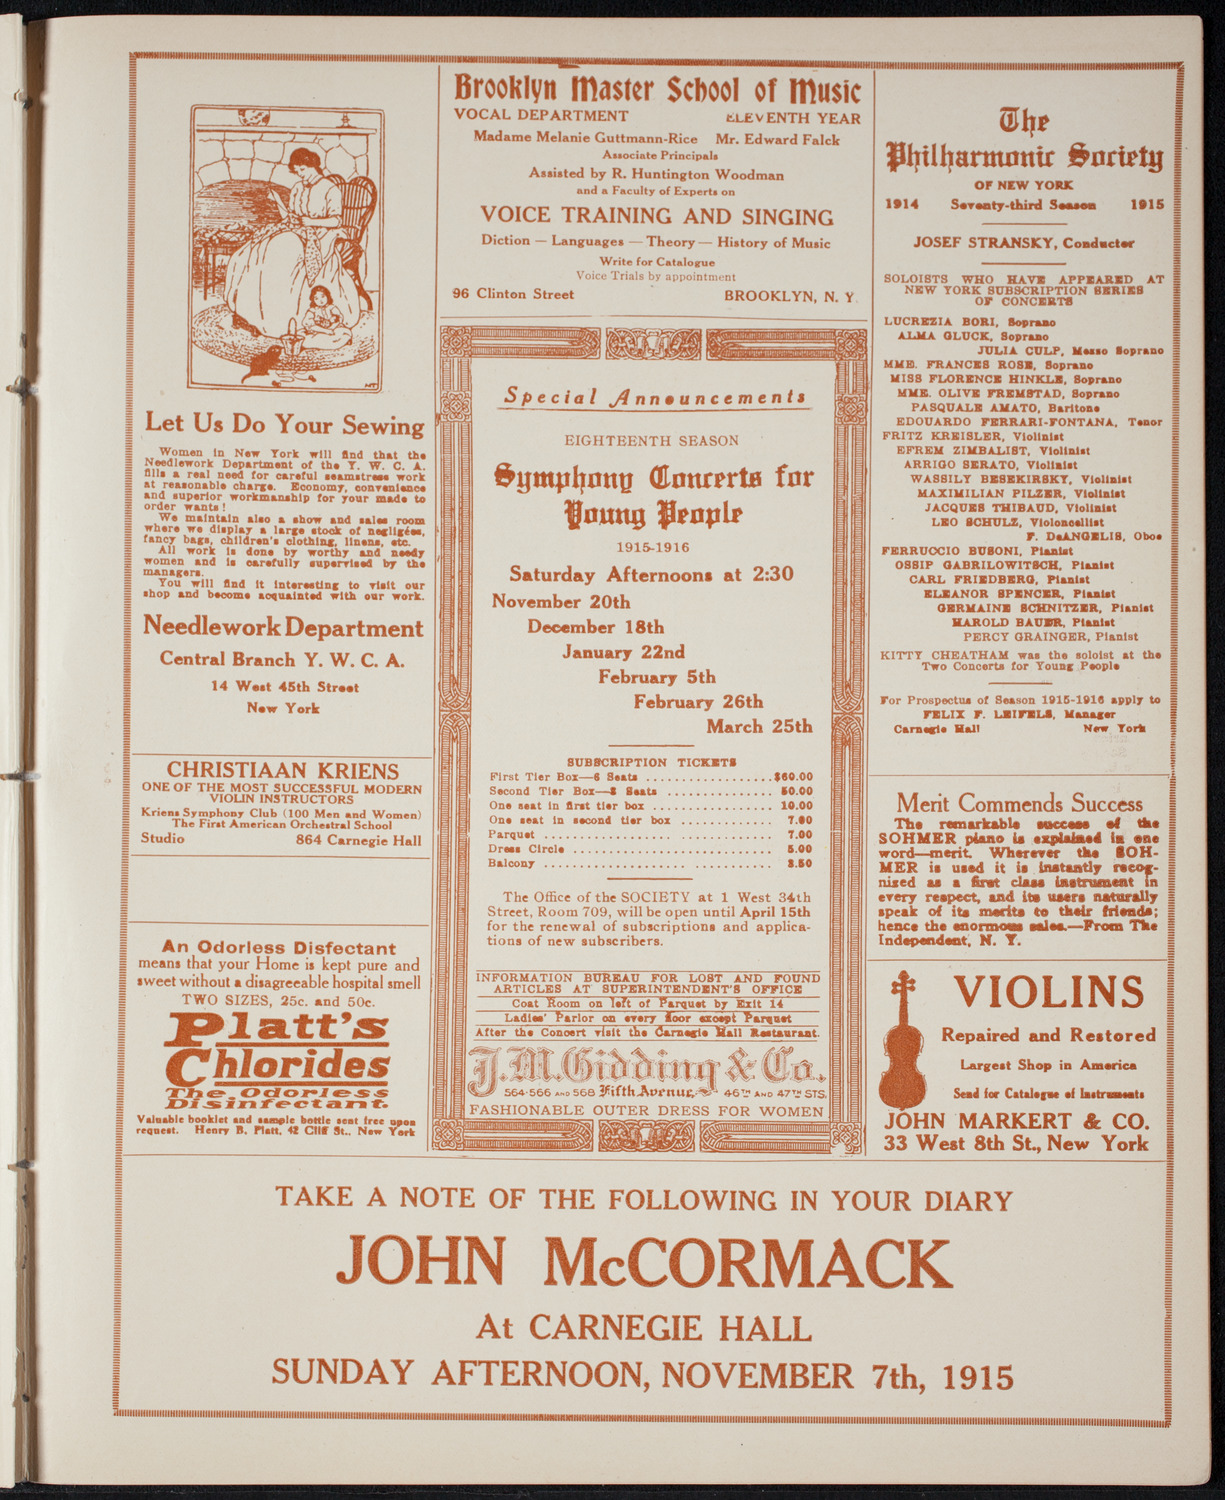 Let Us Do Your Sewing
Women in New York will find that the
Needlework Department of the Y. W. C. A.
fills a real need for careful seamstress work
at reasonable charge. Economy, convenience
and superior workmanship for your made to
order wants!
We maintain also a show and sales room
where we display a large stock of negligées,
fancy bags, children's clothing, linens, etc.
All work is done by worthy and needy
women and is carefully supervised by the
managers.
You will find it interesting to visit our
shop and become acquainted with our work.
Needlework Department
Central Branch Y. W. C. A.
14 West 45th Street
New York
CHRISTIAAN KRIENS
ONE OF THE MOST SUCCESSFUL MODERN
VIOLIN INSTRUCTORS
Kriens Symphony Club (100 Men and Women)
The First American Orchestral School
Studio 864 Carnegie Hall
An Odorless Disfectant
means that your Home is kept pure and
sweet without a disagreeable hospital smell
TWO SIZES, 25c. and 50c.
Platt's
Chlorides
The Odorless
Disinfectant.
Valuable booklet and sample bottle sent free upon
request. Henry B. Platt, 42 Cliff St., New York
Brooklyn Master School of Music
VOCAL DEPARTMENT ELEVENTH YEAR
Madame Melanie Guttmann-Rice Mr. Edward Falck
Associate Principals
Assisted by R. Huntington Woodman
and a Faculty of Experts on
VOICE TRAINING AND SINGING
Diction — Languages — Theory — History of Music
Write for Catalogue
Voice Trials by appointment
96 Clinton Street BROOKLYN, N. Y.
Special Announcements
EIGHTEENTH SEASON
Symphony Concerts for
Young People
1915-1916
Saturday Afternoons at 2:30
November 20th
December 18th
January 22nd
February 5th
February 26th
March 25th
SUBSCRIPTION TICKETS
First Tier Box—6 Seats ..................$60.00
Second Tier Box—8 Seats ............... 50.00
One seat in first tier box ................. 10.00
One seat in second tier box ............. 7.50
Parquet ................................ 7.00
Dress Circle ............................ 5.00
Balcony ................................ 3.50
The Office of the SOCIETY at 1 West 34th
Street, Room 709, will be open until April 15th
for the renewal of subscriptions and applica-
tions of new subscribers.
INFORMATION BUREAU FOR LOST AND FOUND
ARTICLES AT SUPERINTENDENT'S OFFICE
Coat Room on left of Parquet by Exit 14
Ladies' Parlor on every floor except Parquet
After the Concert visit the Carnegie Hall Restaurant.
J. M. Gidding & Co.
564-566 AND 568 Fifth Avenue, 46TH AND 47TH STS.
FASHIONABLE OUTER DRESS FOR WOMEN
The
Philharmonic Society
OF NEW YORK
1914 Seventy-third Season 1915
JOSEF STRANSKY, Conductor
SOLOISTS WHO HAVE APPEARED AT
NEW YORK SUBSCRIPTION SERIES
OF CONCERTS
LUCREZIA BORI, Soprano
ALMA GLUCK, Soprano
JULIA CULP, Mezzo Soprano
MME. FRANCES ROSE, Soprano
MISS FLORENCE HINKLE, Soprano
MME. OLIVE FREMSTAD, Soprano
PASQUALE AMATO, Baritone
EDOUARDO FERRARI-FONTANA, Tenor
FRITZ KREISLER, Violinist
EFREM ZIMBALIST, Violinist
ARRIGO SERATO, Violinist
WASSILY BESEKIRSKY, Violinist
MAXIMILIAN PILZER, Violinist
JACQUES THIBAUD, Violinist
LEO SCHULZ, Violoncellist
F. DeANGELIS, Oboe
FERRUCCIO BUSONI, Pianist
OSSIP GABRILOWITSCH, Pianist
CARL FRIEDBERG, Pianist
ELEANOR SPENCER, Pianist
GERMAINE SCHNITZER, Pianist
HAROLD BAUER, Pianist
PERCY GRAINGER, Pianist
KITTY CHEATHAM was the soloist at the
Two Concerts for Young People
For Prospectus of Season 1915-1916 apply to
FELIX F. LEIFELS, Manager
Carnegie Hall New York
Merit Commends Success
The remarkable success of the
SOHMER piano is explained in one
word—merit. Wherever the SOH-
MER is used it is instantly recog-
nized as a first class instrument in
every respect, and its users naturally
speak of its merits to their friends;
hence the enormous sales.—From The
Independent, N. Y.
VIOLINS
Repaired and Restored
Largest Shop in America
Send for Catalogue of Instruments
JOHN MARKERT & CO.
33 West 8th St., New York
TAKE A NOTE OF THE FOLLOWING IN YOUR DIARY
JOHN McCORMACK
At CARNEGIE HALL
SUNDAY AFTERNOON, NOVEMBER 7th, 1915